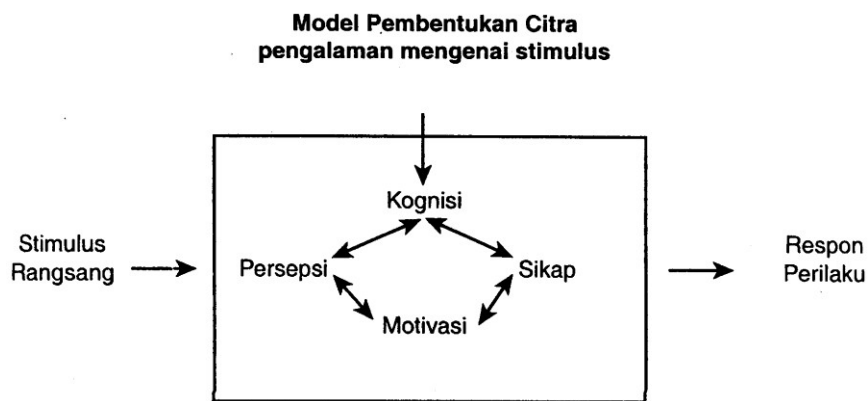 Model Pembentukan Citra
pengalaman mengenai stimulus
Kognisi
Stimulus
Rangsang
Persepsi
Sikap
Respon
Perilaku
Motivasi